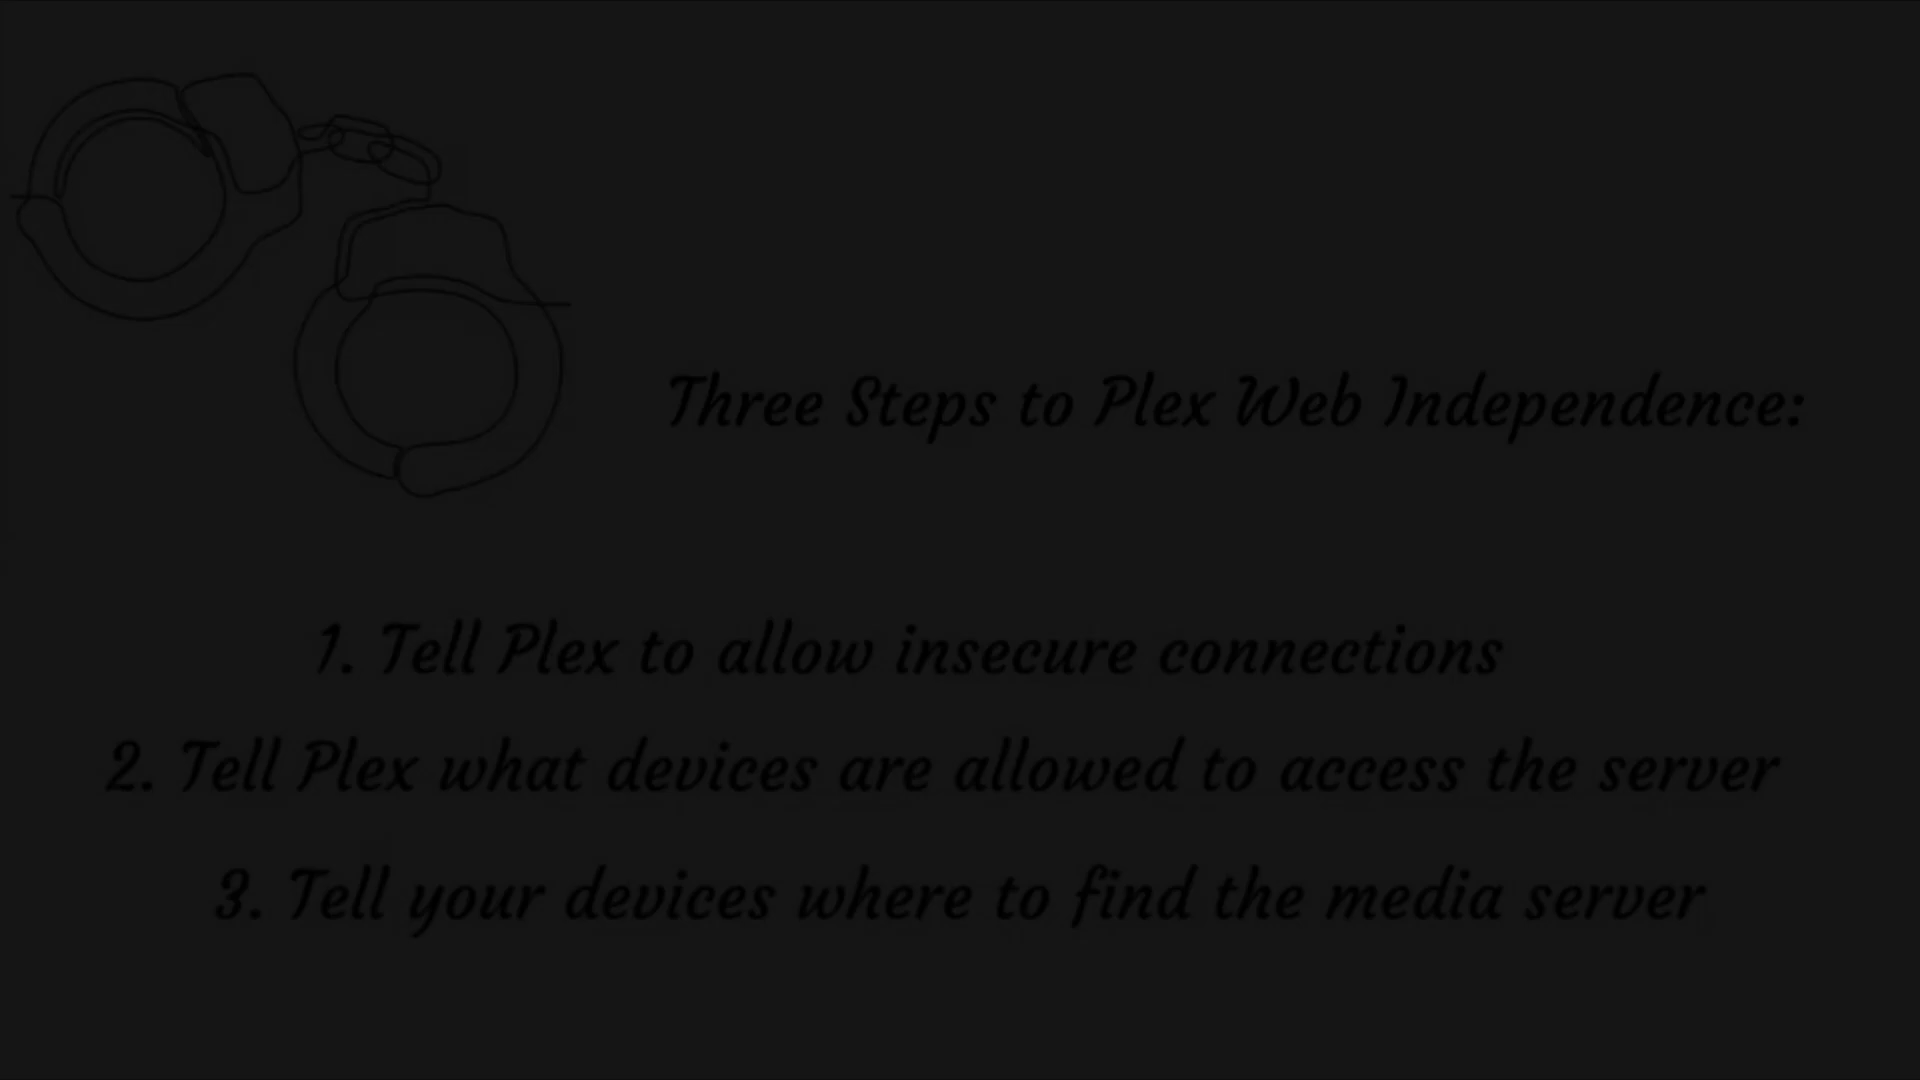 Three Steps to Plex Web Independence:
1. Tell Plex to allow insecure connections
2. Tell Plex what devices are allowed to access the server
3. Tell your devices where to find the media server